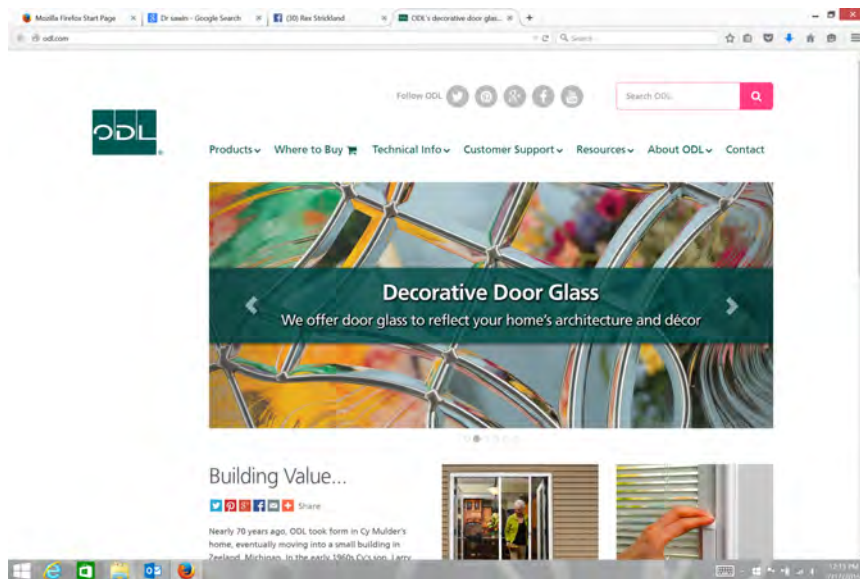 Mozilla Firefox Start Page
Dr sawin - Google Search
(30) Rex Strickland
ODL's decorative door glas...
odl.com
Search
Follow ODL
Search ODL
ODL
Products
Where to Buy
Technical Info
Customer Support
Resources
About ODL
Contact
Decorative Door Glass
We offer door glass to reflect your home's architecture and décor
Building Value...
Share
Nearly 70 years ago, ODL took form in Cy Mulder's
home, eventually moving into a small building in
Zeeland, Michigan. In the early 1960s Cy's son, Larry
12:15 PM